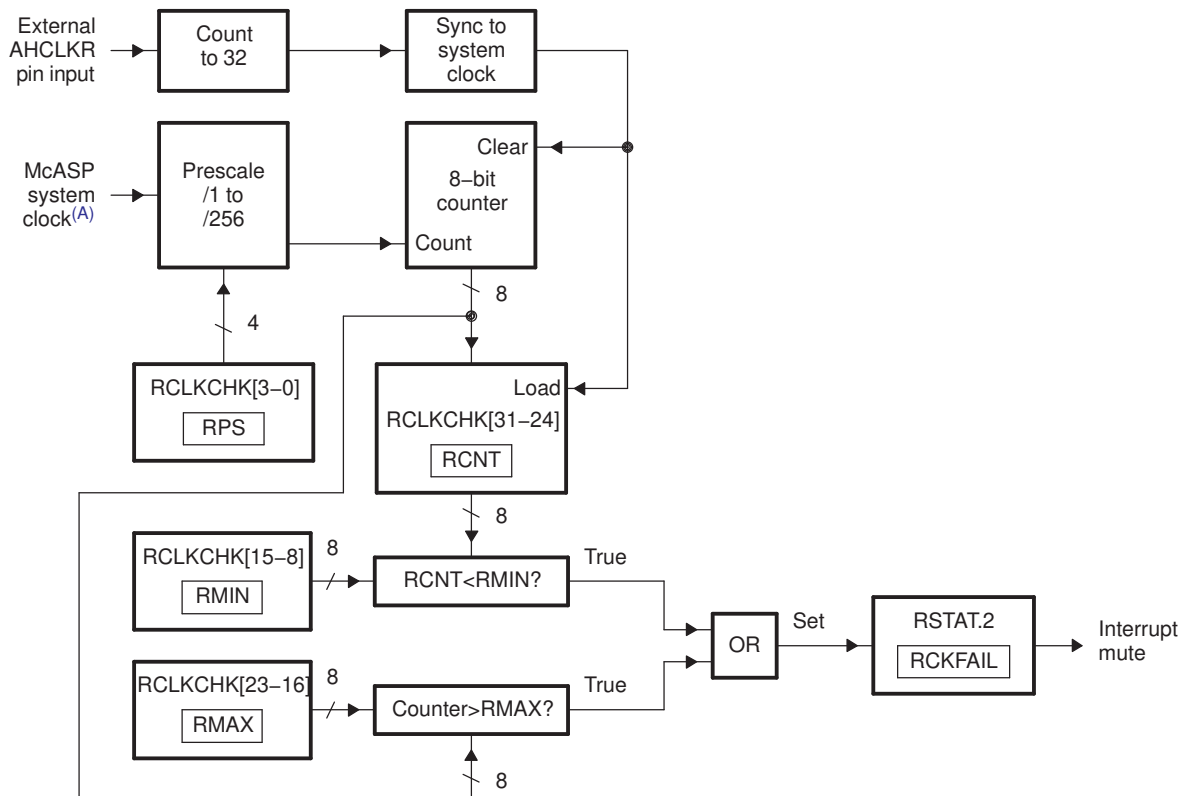 External
AHCLKR
pin input
Count
to 32
Sync to
system
clock
McASP
system
clock(A)
Prescale
/1 to
/256
Clear
8−bit
counter
Count
8
4
RCLKCHK[3−0]
RPS
Load
RCLKCHK[31−24]
RCNT
8
RCLKCHK[15−8]
RMIN
8
RCNT<RMIN?
True
RCLKCHK[23−16]
RMAX
8
Counter>RMAX?
True
8
OR
Set
RSTAT.2
RCKFAIL
Interrupt
mute